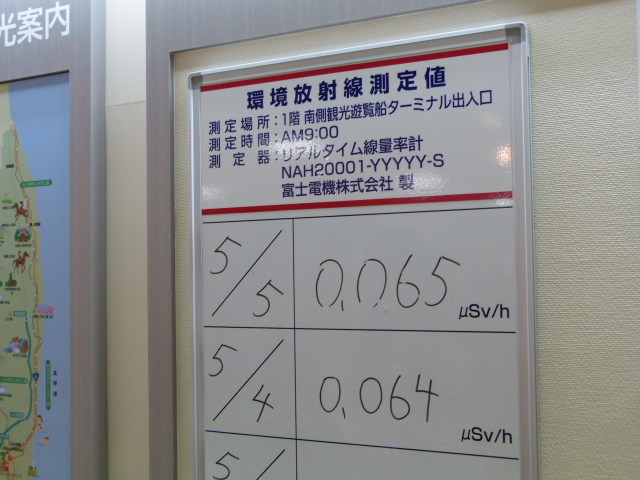 光案内
環境放射線測定値
測定場所：1階 南側観光遊覧船ターミナル出入口
測定時間：AM9:00
測定器：リアルタイム線量率計
NAH20001-YYYYY-S
富士電機株式会社 製
5/5 0.065 μSv/h
5/4 0.064 μSv/h
5/